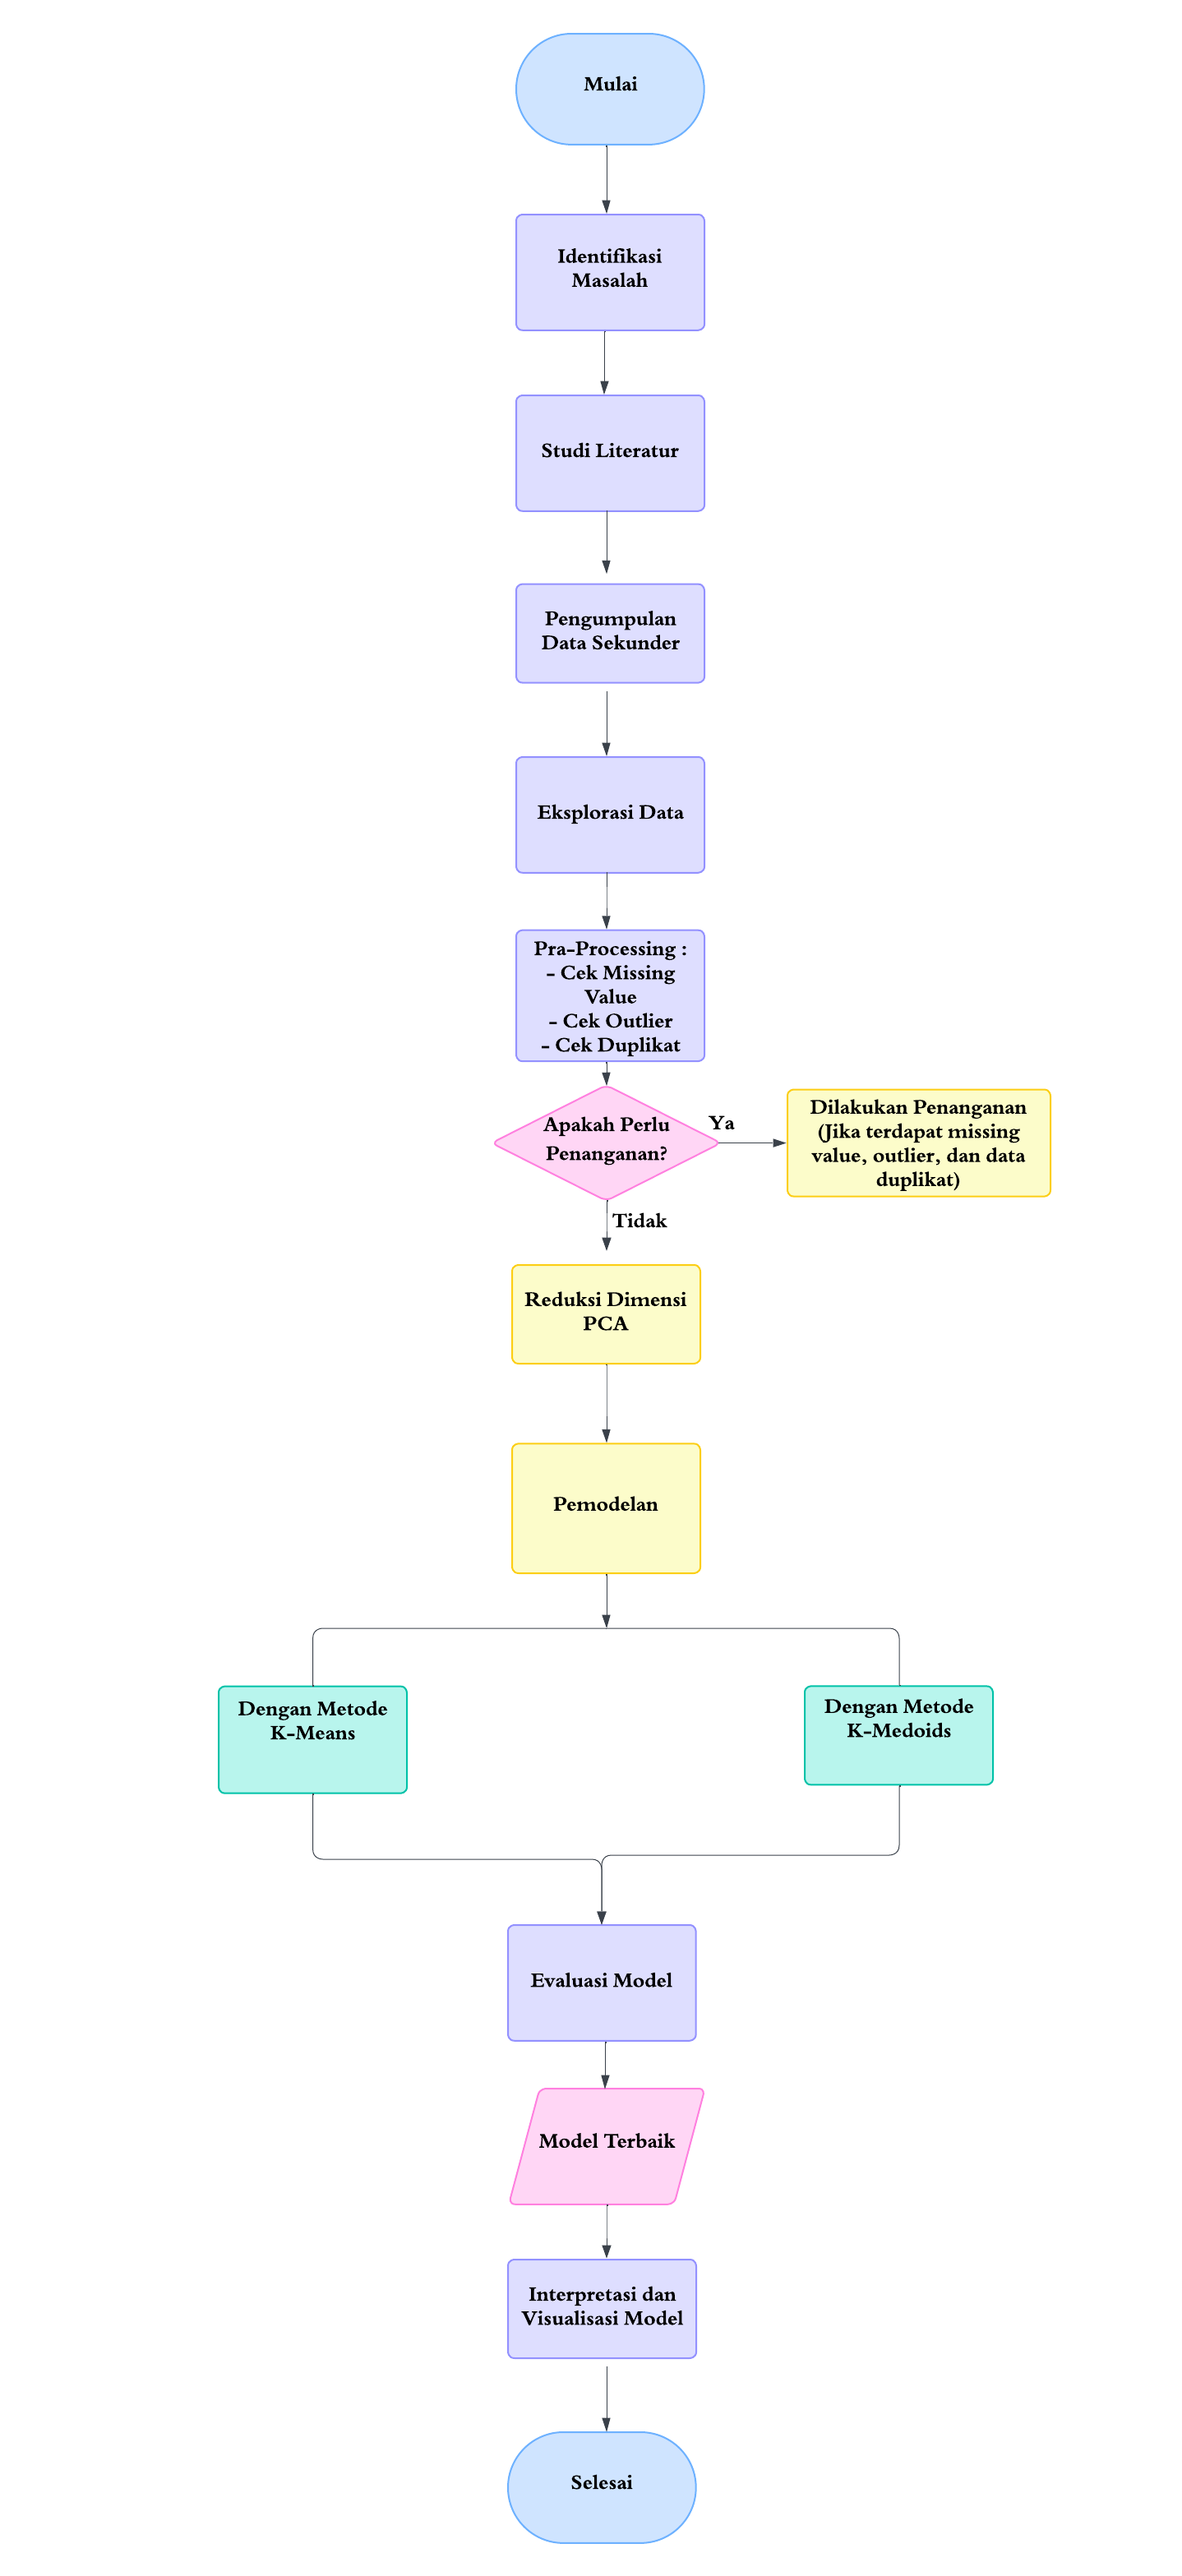 Mulai
Identifikasi
Masalah
Studi Literatur
Pengumpulan
Data Sekunder
Eksplorasi Data
Pra-Processing :
- Cek Missing
Value
- Cek Outlier
- Cek Duplikat
Apakah Perlu
Penanganan?
Ya
Dilakukan Penanganan
(Jika terdapat missing
value, outlier, dan data
duplikat)
Tidak
Reduksi Dimensi
PCA
Pemodelan
Dengan Metode
K-Means
Dengan Metode
K-Medoids
Evaluasi Model
Model Terbaik
Interpretasi dan
Visualisasi Model
Selesai